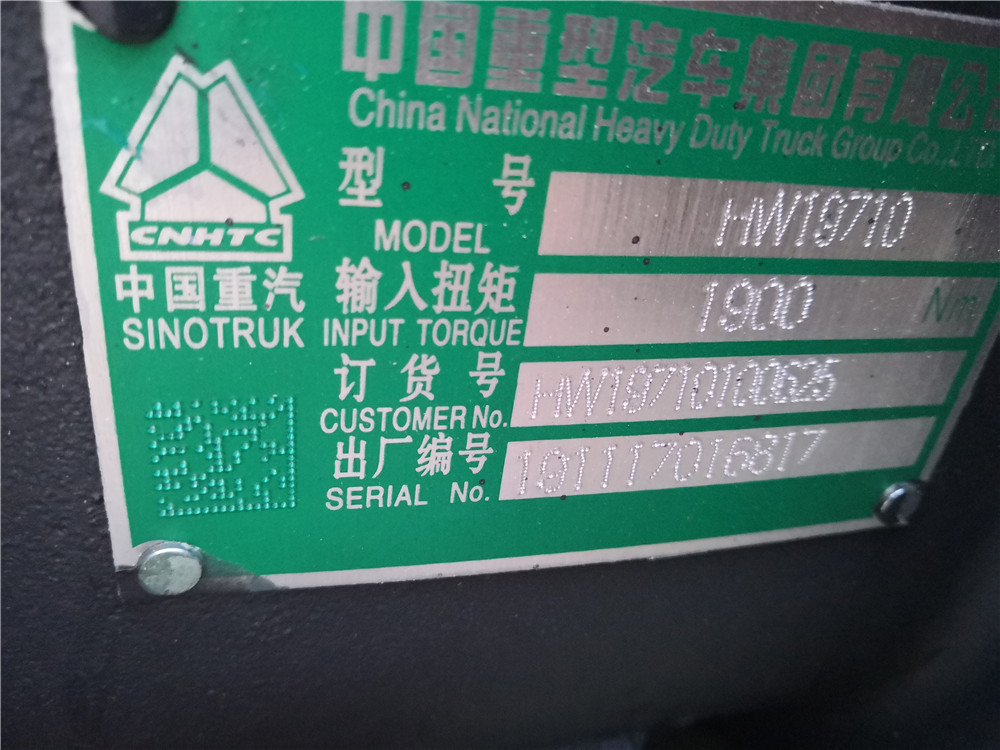 中国重型汽车集团有限公
China National Heavy Duty Truck Group Co.,LTD.
CNHTC
中国重汽
SINOTRUK
型 号
MODEL
HW19710
输入扭矩
INPUT TORQUE
1900 Nm
订货号
CUSTOMER No.
HW19710100625
出厂编号
SERIAL No.
191117016817